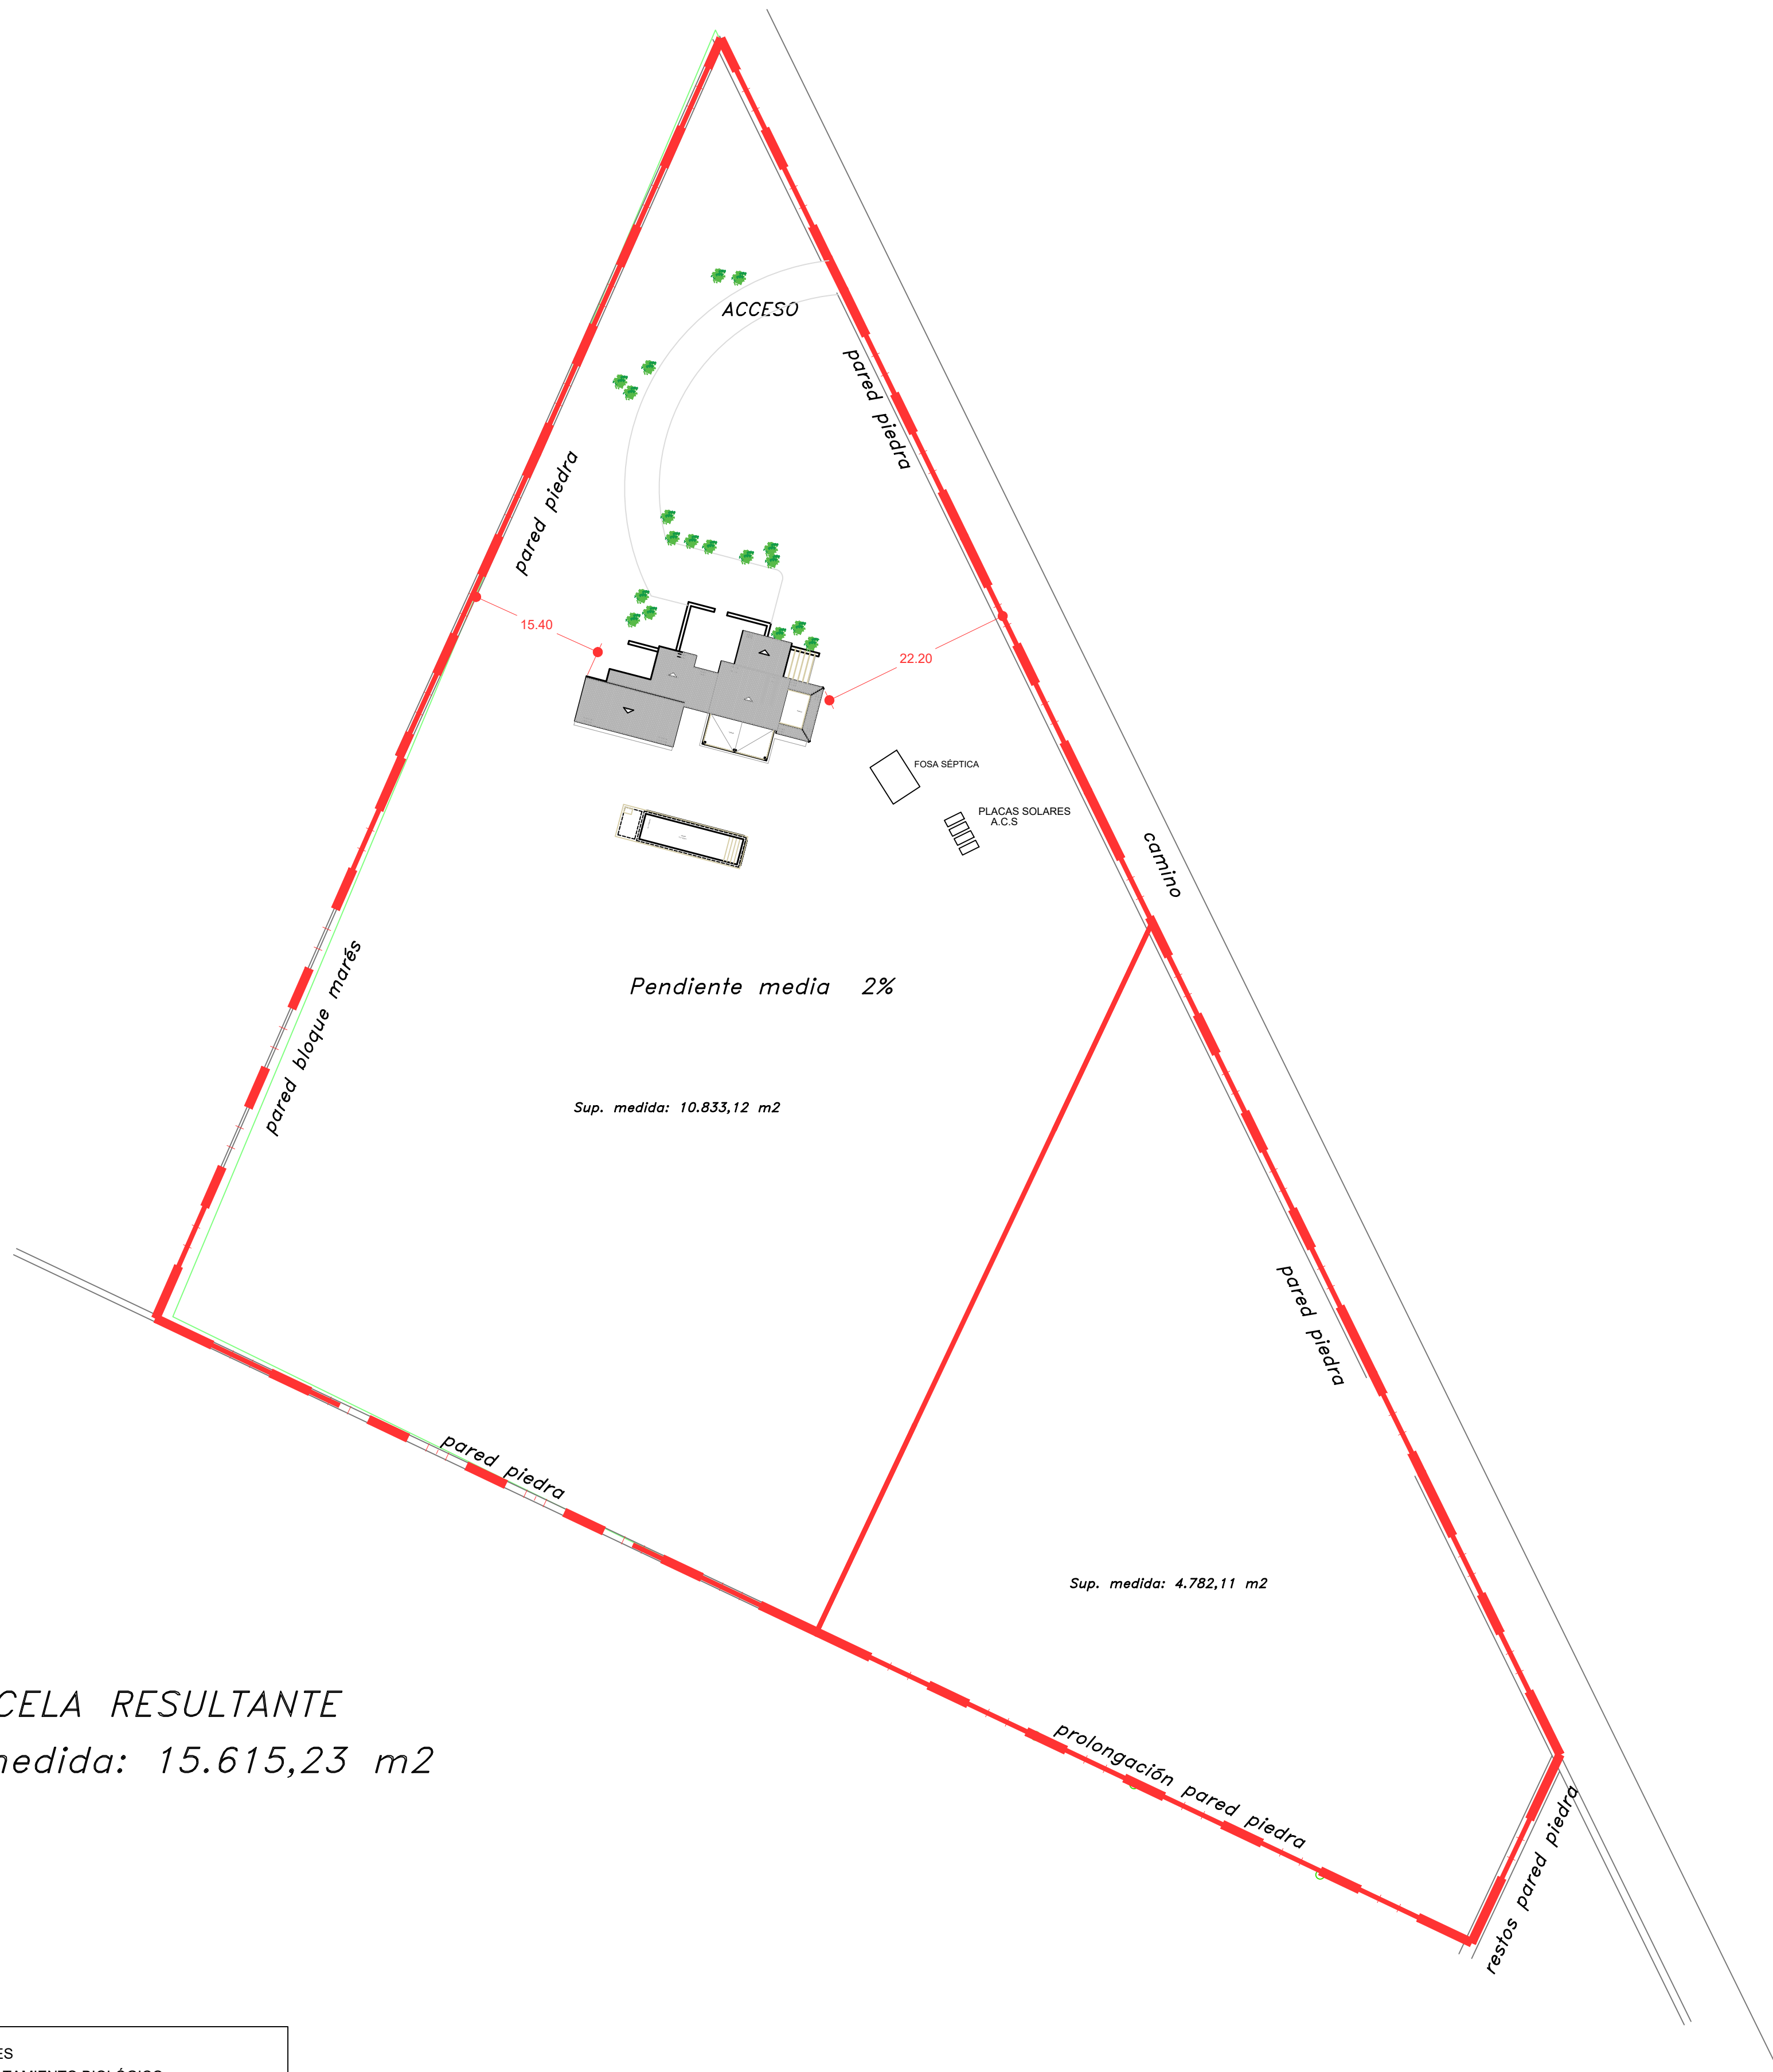 ACCESO
pared piedra
pared piedra
15.40
22.20
FOSA SÉPTICA
PLACAS SOLARES
A.C.S
camino
pared bloque marés
Pendiente media 2%
Sup. medida: 10.833,12 m2
pared piedra
pared piedra
Sup. medida: 4.782,11 m2
CELA RESULTANTE
medida: 15.615,23 m2
prolongación pared piedra
restos pared piedra
ES